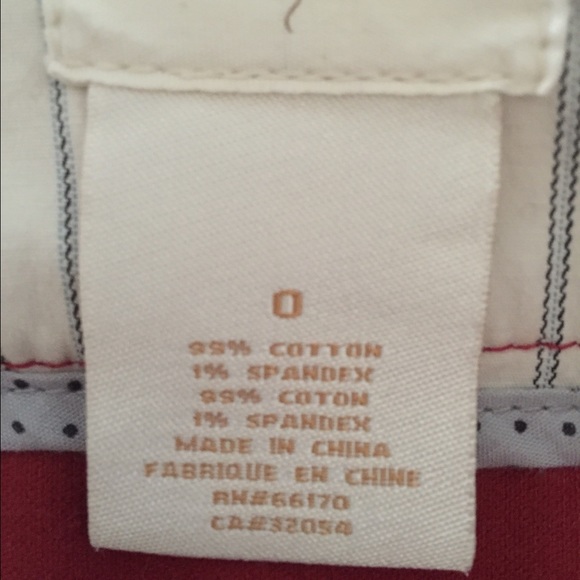 0
99% COTTON
1% SPANDEX
99% COTON
1% SPANDEX
MADE IN CHINA
FABRIQUE EN CHINE
RN#66170
CA#32054